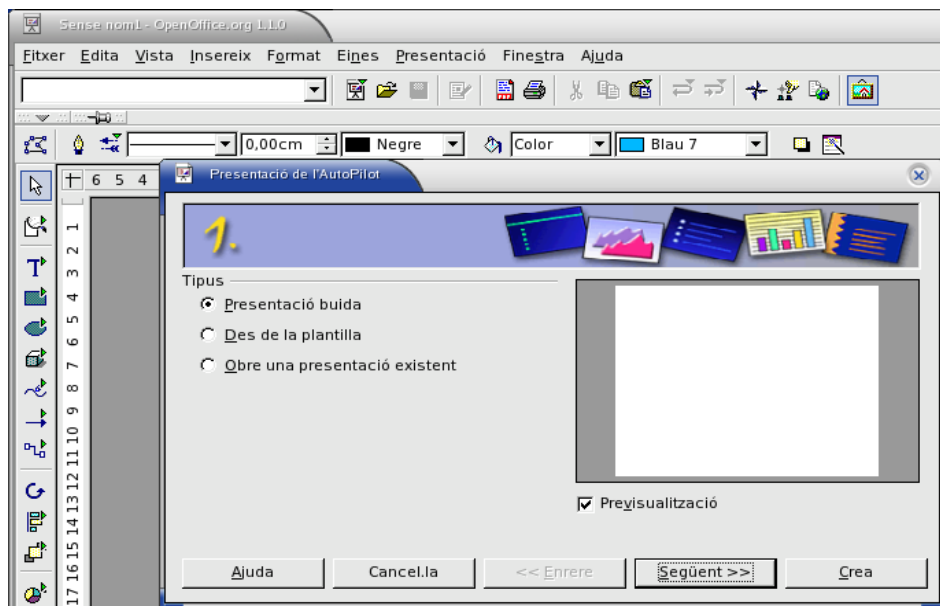 Sense nom1 - OpenOffice.org 1.1.0
Fitxer Edita Vista Insereix Format Eines Presentació Finestra Ajuda
0,00cm Negre Color Blau 7
6 5 4
Presentació de l'AutoPilot
1.
Tipus
Presentació buida
Des de la plantilla
Obre una presentació existent
Previsualització
Ajuda Cancel.la << Enrere Següent >> Crea
1
2
3
4
5
6
7
8
9
10
11
12
13
14
15
16
17